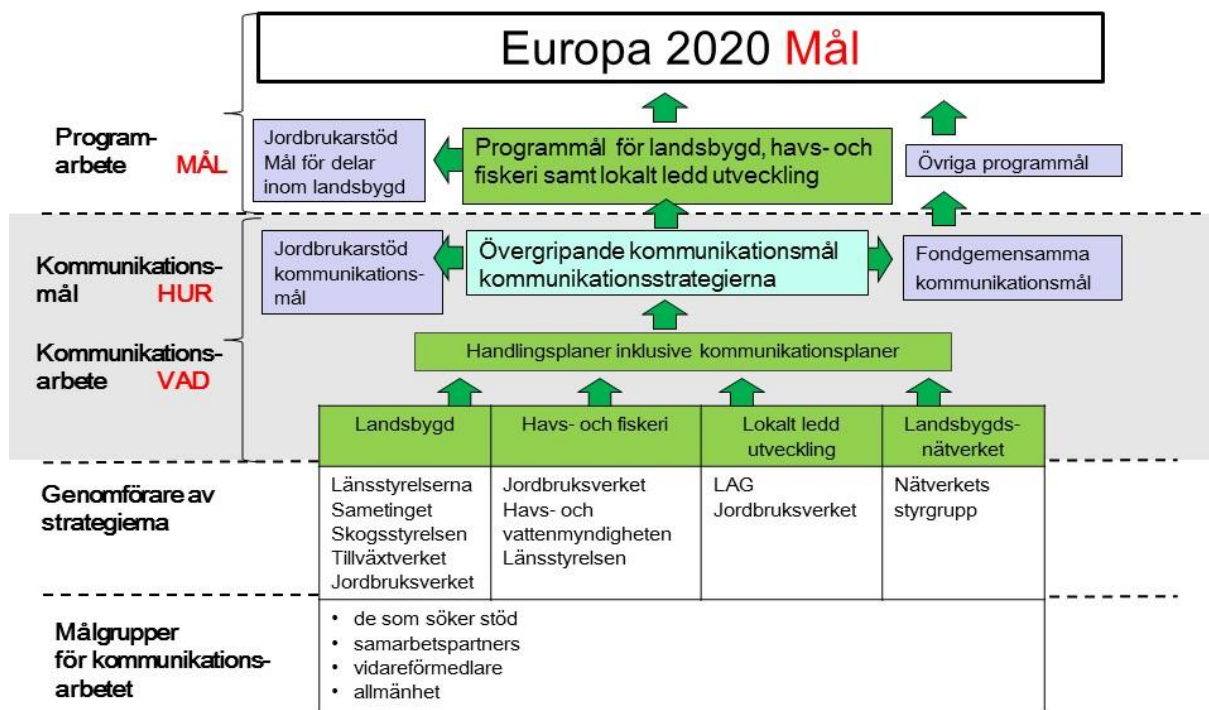 Europa 2020 Mål
Program-
arbete MÅL
Jordbrukarstöd
Mål för delar
inom landsbygd
Programmål för landsbygd, havs- och
fiskeri samt lokalt ledd utveckling
Övriga programmål
Kommunikations-
mål HUR
Jordbrukarstöd
kommunikations-
mål
Övergripande kommunikationsmål
kommunikationsstrategierna
Fondgemensamma
kommunikationsmål
Kommunikations-
arbete VAD
Handlingsplaner inklusive kommunikationsplaner
Landsbygd
Havs- och fiskeri
Lokalt ledd
utveckling
Landsbygds-
nätverket
Genomförare av
strategierna
Länsstyrelserna
Sametinget
Skogsstyrelsen
Tillväxtverket
Jordbruksverket
Jordbruksverket
Havs- och
vattenmyndigheten
Länsstyrelsen
LAG
Jordbruksverket
Nätverkets
styrgrupp
Målgrupper
för kommunikations-
arbetet
• de som söker stöd
• samarbetspartners
• vidareförmedlare
• allmänhet